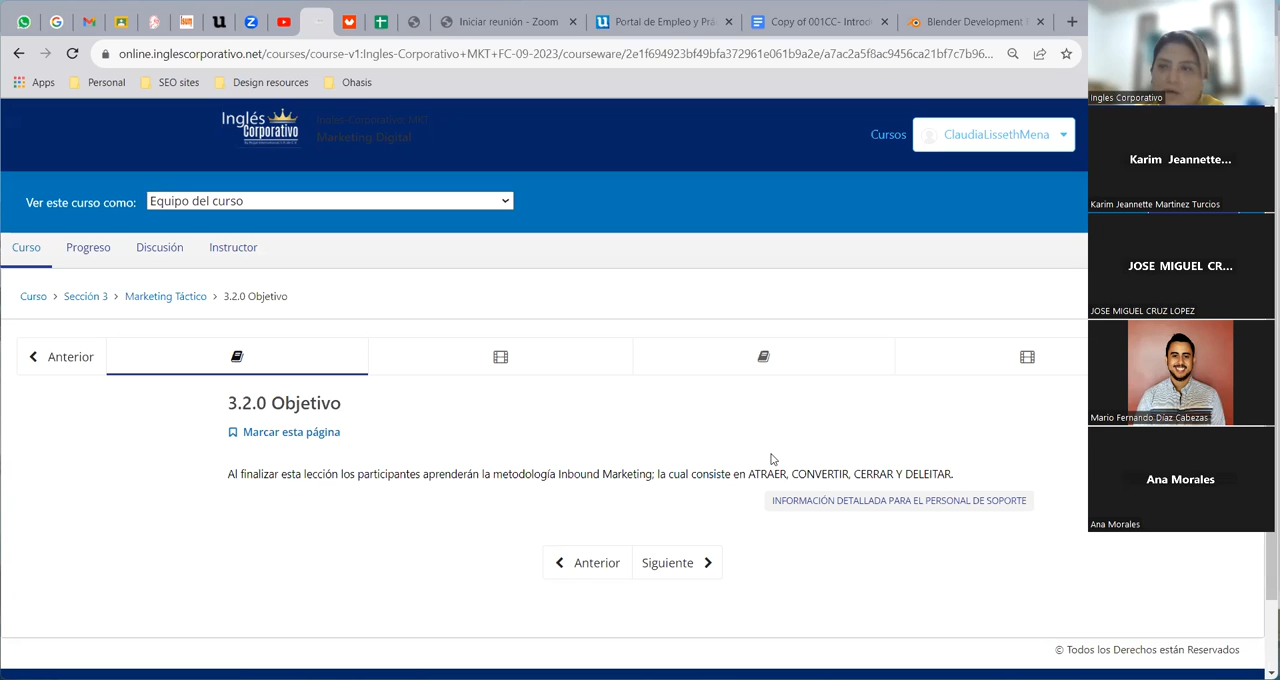 Iniciar reunión - Zoom
Portal de Empleo y Prá
Copy of 001CC- Introd
Blender Development
online.inglescorporativo.net/courses/course-v1:Ingles-Corporativo+MKT+FC-09-2023/courseware/2e1f694923bf49bfa372961e061b9a2e/a7ac2a5f8ac9456ca21bf7c7b96...
Apps
Personal
SEO sites
Design resources
Ohasis
Inglés
Corporativo
Ingles-Corporativo: MKT
Marketing Digital
Cursos
ClaudiaLissethMena
Ver este curso como:
Equipo del curso
Curso
Progreso
Discusión
Instructor
Curso > Sección 3 > Marketing Táctico > 3.2.0 Objetivo
Anterior
3.2.0 Objetivo
Marcar esta página
Al finalizar esta lección los participantes aprenderán la metodología Inbound Marketing; la cual consiste en ATRAER, CONVERTIR, CERRAR Y DELEITAR.
INFORMACIÓN DETALLADA PARA EL PERSONAL DE SOPORTE
Anterior
Siguiente
© Todos los Derechos están Reservados
Ingles Corporativo
Karim Jeannette...
Karim Jeannette Martinez Turcios
JOSE MIGUEL CR...
JOSE MIGUEL CRUZ LOPEZ
Mario Fernando Díaz Cabezas
Ana Morales
Ana Morales